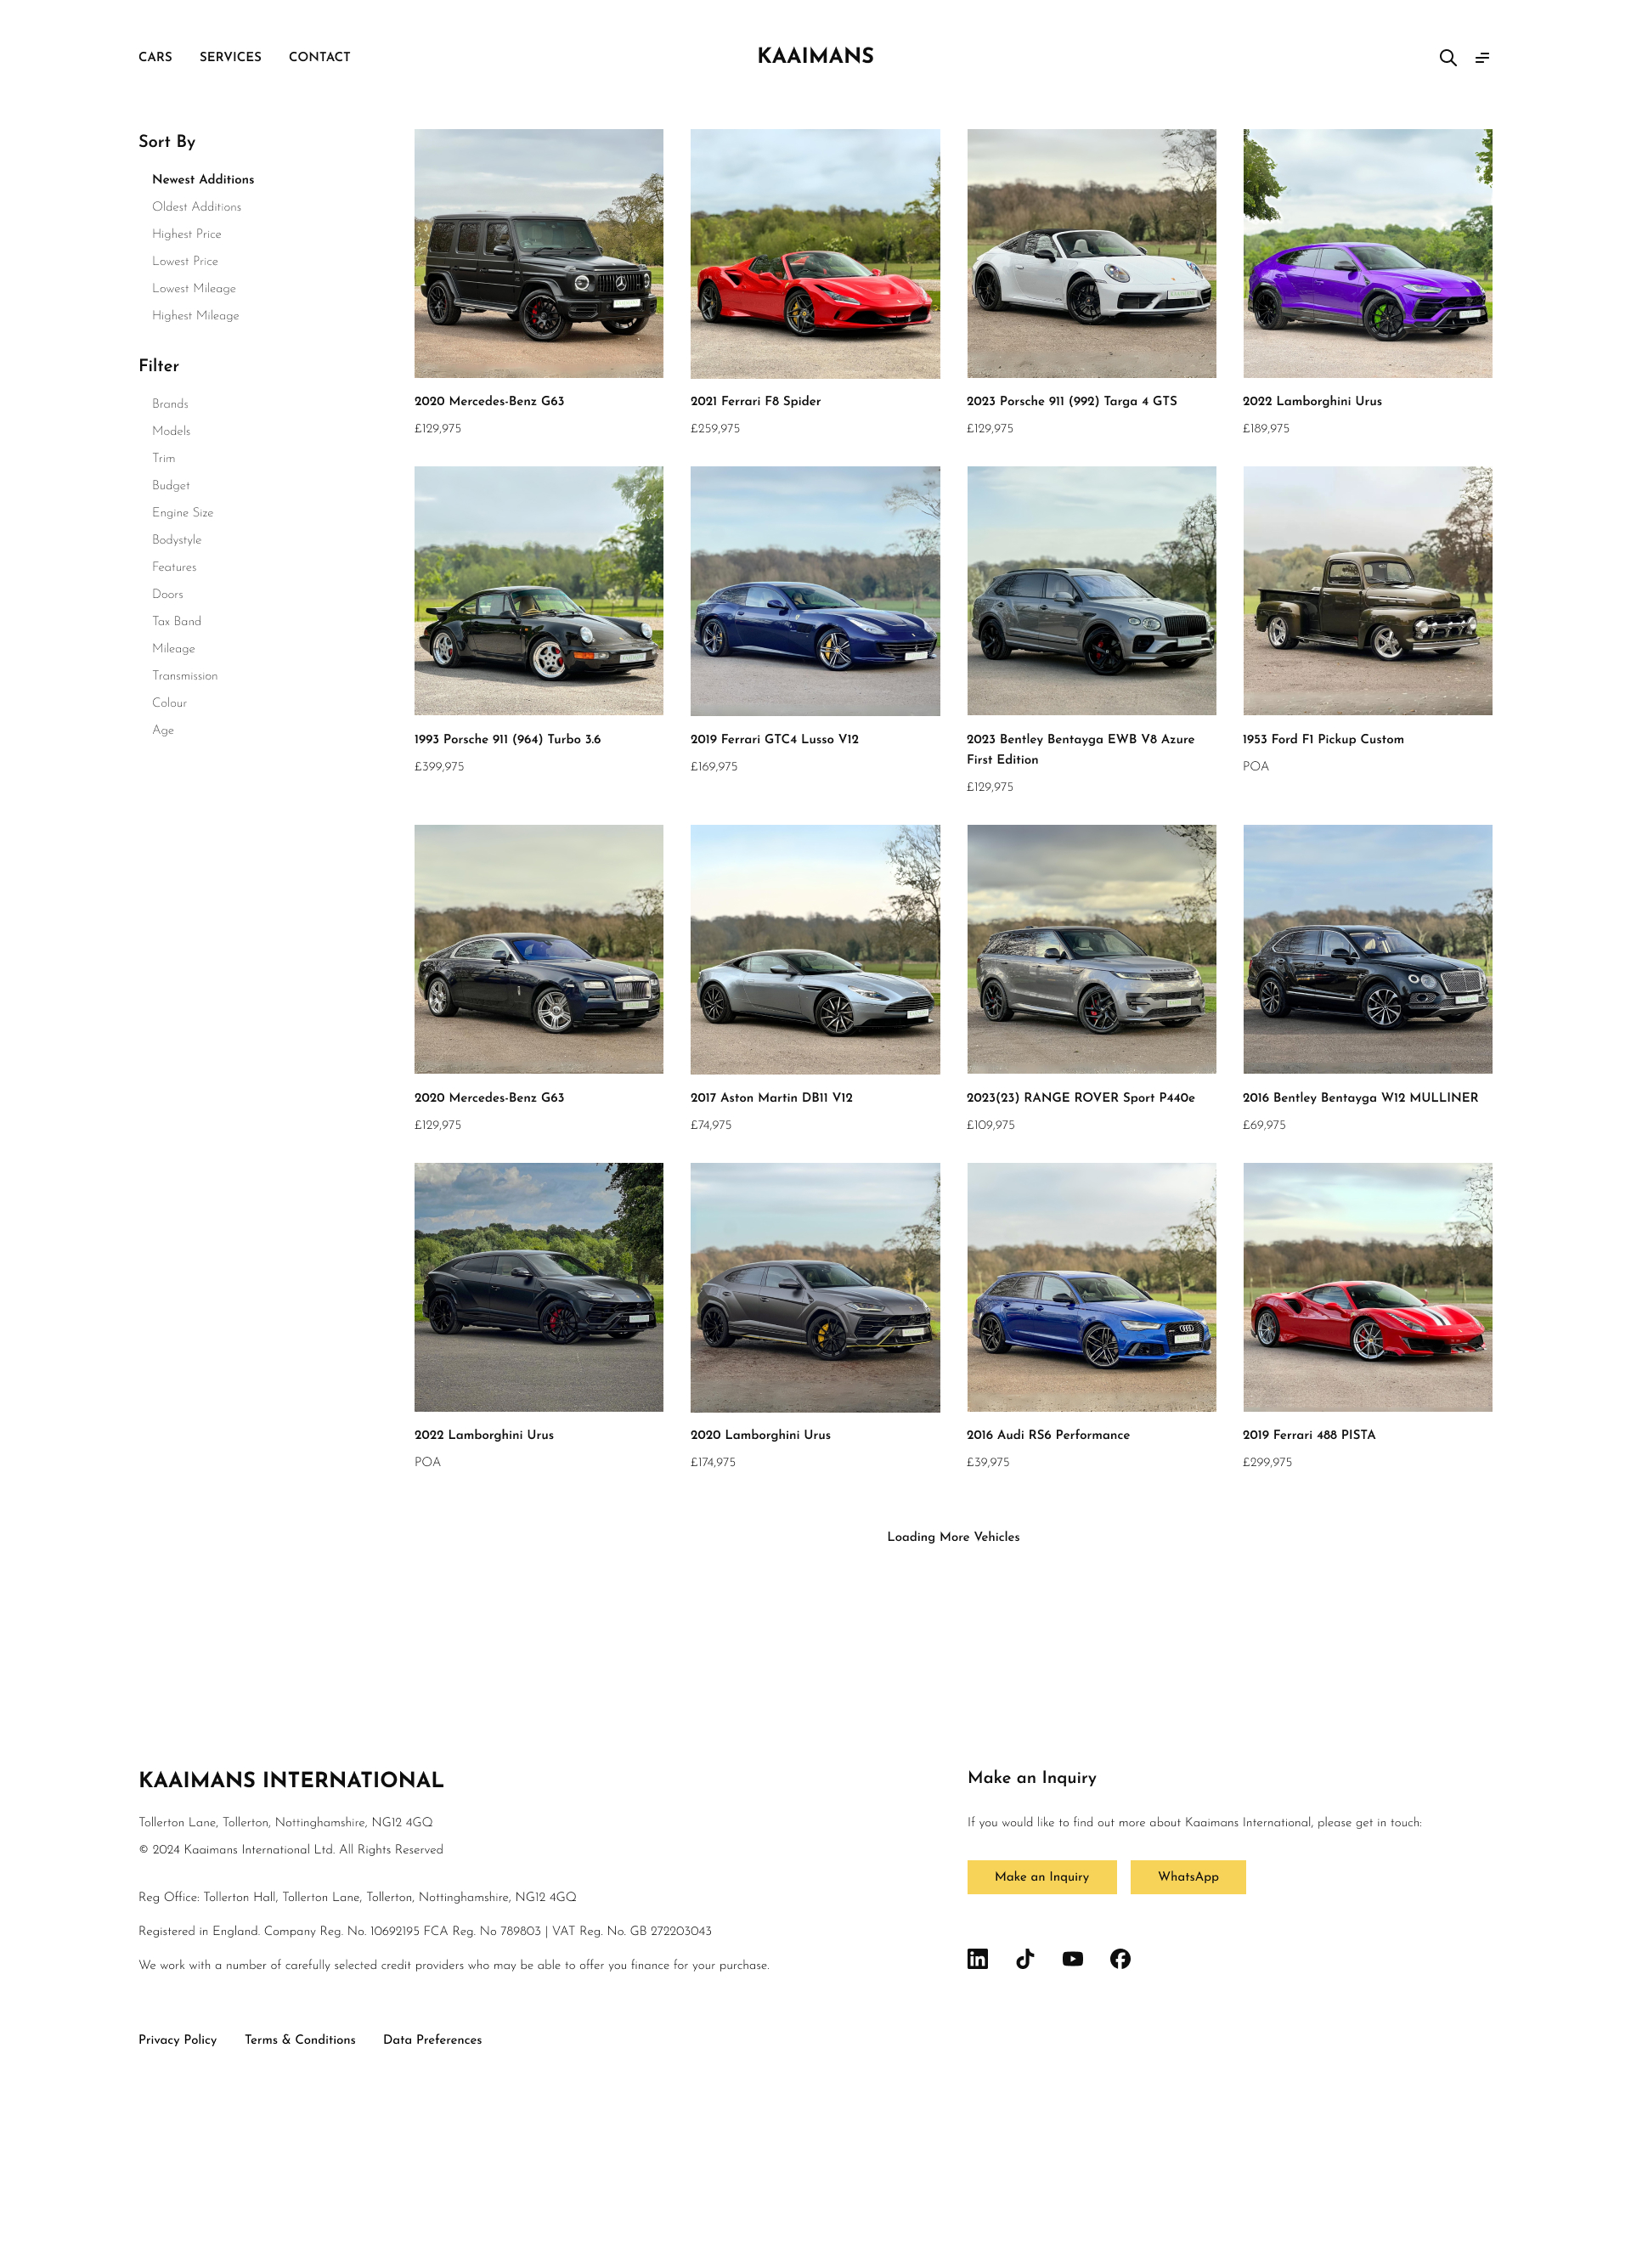 CARS SERVICES CONTACT KAAIMANS
Sort By
Newest Additions
Oldest Additions
Highest Price
Lowest Price
Lowest Mileage
Highest Mileage
Filter
Brands
Models
Trim
Budget
Engine Size
Bodystyle
Features
Doors
Tax Band
Mileage
Transmission
Colour
Age
2020 Mercedes-Benz G63
£129,975
2021 Ferrari F8 Spider
£259,975
2023 Porsche 911 (992) Targa 4 GTS
£129,975
2022 Lamborghini Urus
£189,975
1993 Porsche 911 (964) Turbo 3.6
£399,975
2019 Ferrari GTC4 Lusso V12
£169,975
2023 Bentley Bentayga EWB V8 Azure
First Edition
£129,975
1953 Ford F1 Pickup Custom
POA
2020 Mercedes-Benz G63
£129,975
2017 Aston Martin DB11 V12
£74,975
2023(23) RANGE ROVER Sport P440e
£109,975
2016 Bentley Bentayga W12 MULLINER
£69,975
2022 Lamborghini Urus
POA
2020 Lamborghini Urus
£174,975
2016 Audi RS6 Performance
£39,975
2019 Ferrari 488 PISTA
£299,975
Loading More Vehicles
KAAIMANS INTERNATIONAL
Tollerton Lane, Tollerton, Nottinghamshire, NG12 4GQ
© 2024 Kaaimans International Ltd. All Rights Reserved
Reg Office: Tollerton Hall, Tollerton Lane, Tollerton, Nottinghamshire, NG12 4GQ
Registered in England. Company Reg. No. 10692195 FCA Reg. No 789803 | VAT Reg. No. GB 272203043
We work with a number of carefully selected credit providers who may be able to offer you finance for your purchase.
Privacy Policy Terms & Conditions Data Preferences
Make an Inquiry
If you would like to find out more about Kaaimans International, please get in touch:
Make an Inquiry WhatsApp